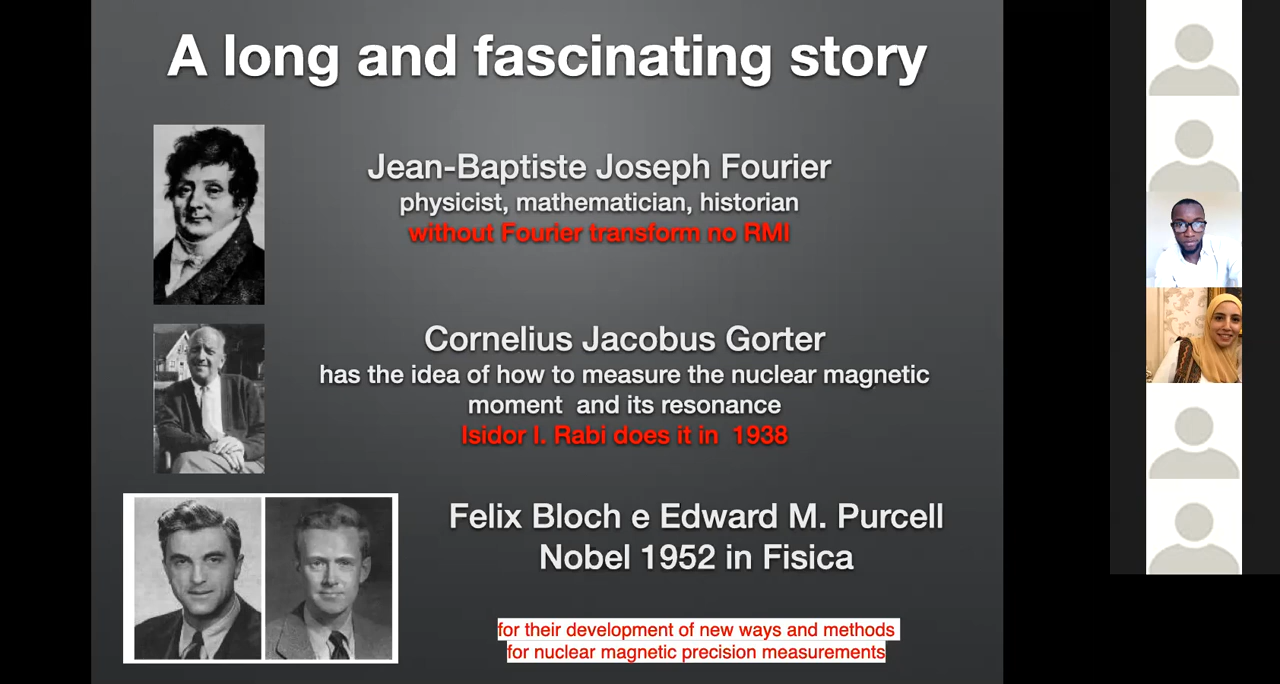 A long and fascinating story
Jean-Baptiste Joseph Fourier
physicist, mathematician, historian
without Fourier transform no RMI
Cornelius Jacobus Gorter
has the idea of how to measure the nuclear magnetic
moment and its resonance
Isidor I. Rabi does it in 1938
Felix Bloch e Edward M. Purcell
Nobel 1952 in Fisica
for their development of new ways and methods
for nuclear magnetic precision measurements